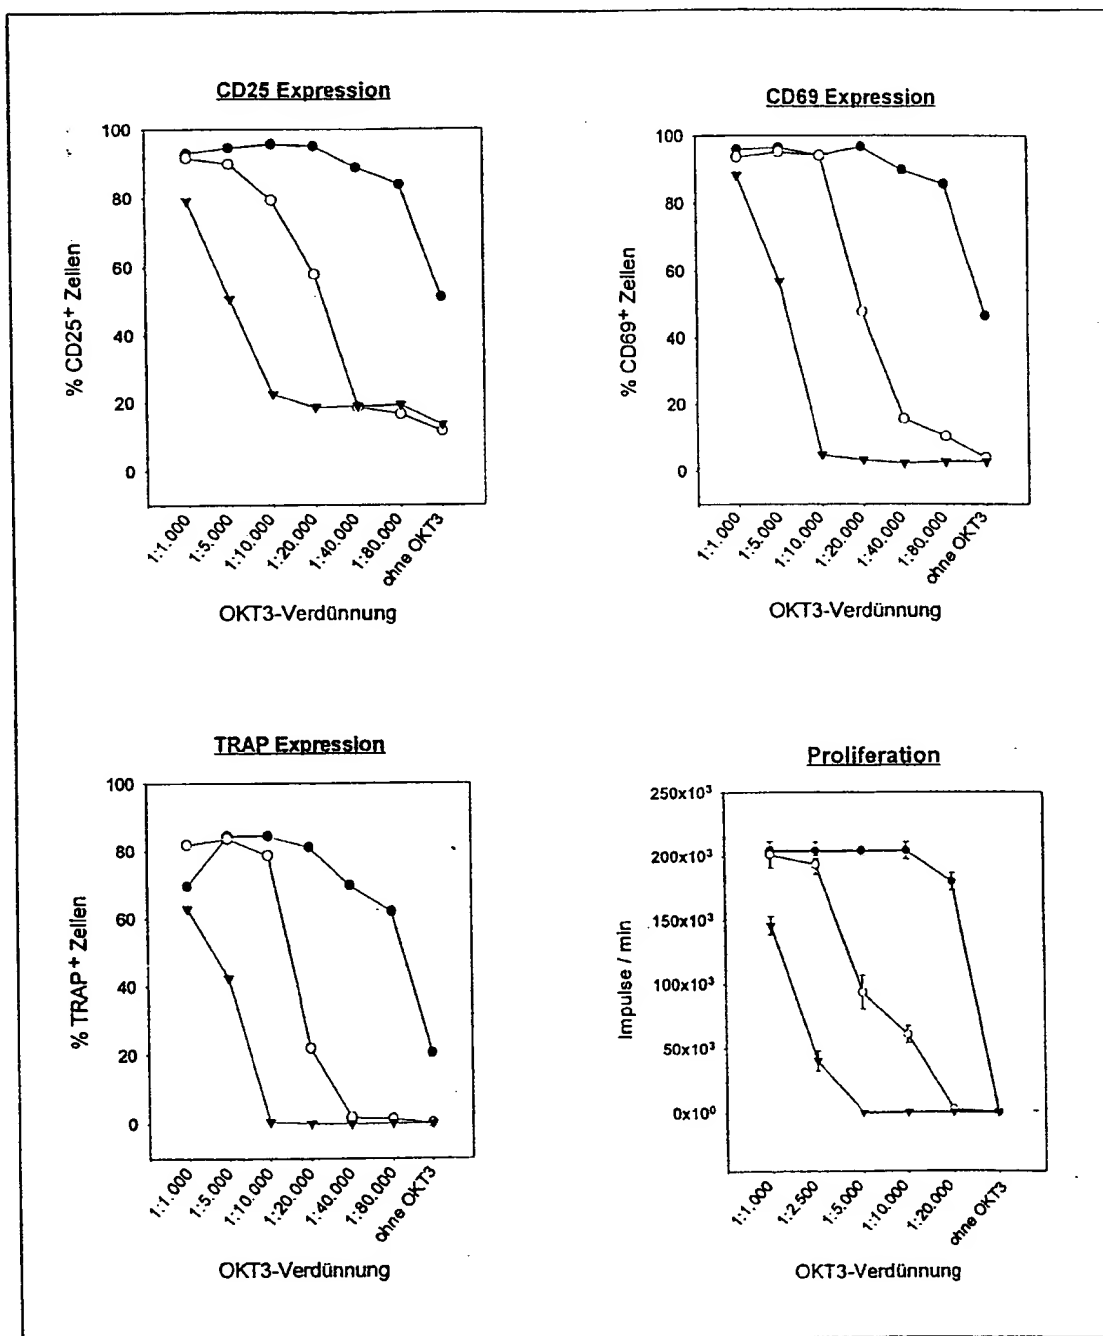 CD25 Expression
100
80
60
40
20
0
% CD25+ Zellen
1:1.000
1:5.000
1:10.000
1:20.000
1:40.000
1:80.000
ohne OKT3
OKT3-Verdünnung
CD69 Expression
100
80
60
40
20
0
% CD69+ Zellen
1:1.000
1:5.000
1:10.000
1:20.000
1:40.000
1:80.000
ohne OKT3
OKT3-Verdünnung
TRAP Expression
100
80
60
40
20
0
% TRAP+ Zellen
1:1.000
1:5.000
1:10.000
1:20.000
1:40.000
1:80.000
ohne OKT3
OKT3-Verdünnung
Proliferation
250x10³
200x10³
150x10³
100x10³
50x10³
0x10⁰
Impulse / min
1:1.000
1:2.500
1:5.000
1:10.000
1:20.000
ohne OKT3
OKT3-Verdünnung